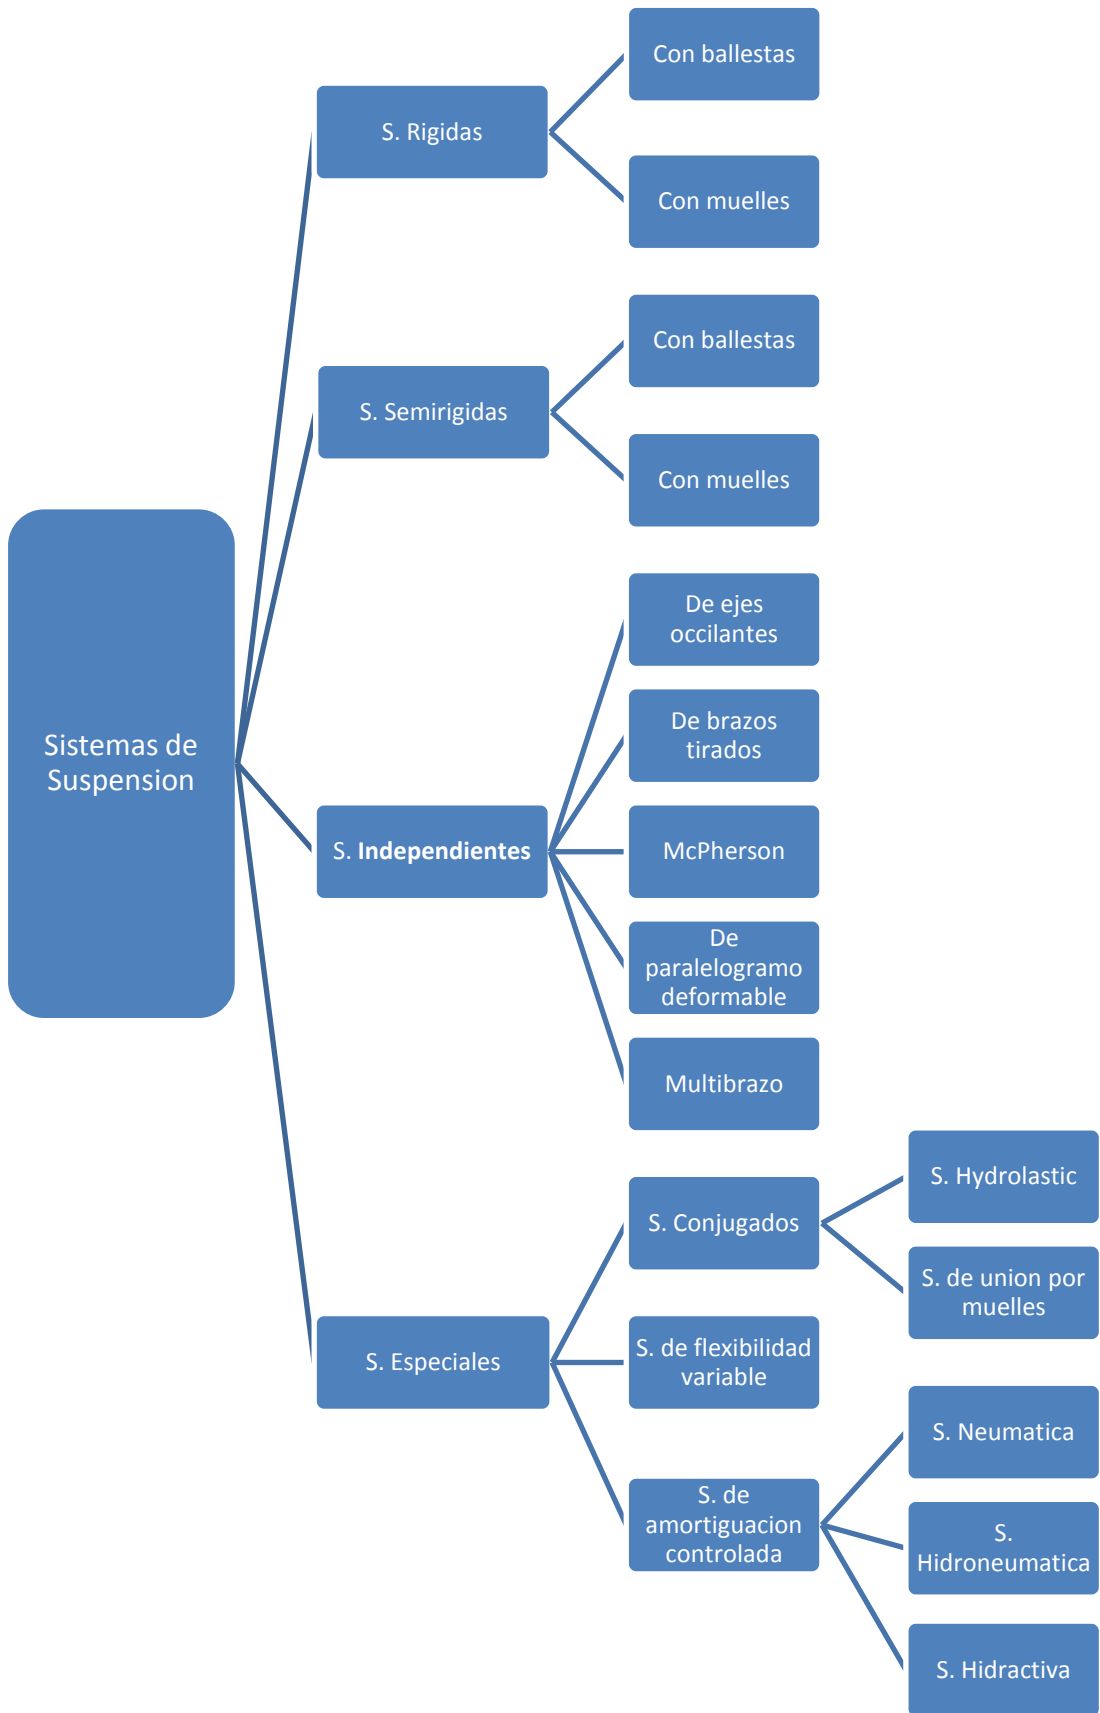 Sistemas de
Suspension
S. Rigidas
Con ballestas
Con muelles
S. Semirigidas
Con ballestas
Con muelles
S. Independientes
De ejes
occilantes
De brazos
tirados
McPherson
De
paralelogramo
deformable
Multibrazo
S. Especiales
S. Conjugados
S. Hydrolastic
S. de union por
muelles
S. de flexibilidad
variable
S. de
amortiguacion
controlada
S. Neumatica
S.
Hidroneumatica
S. Hidractiva